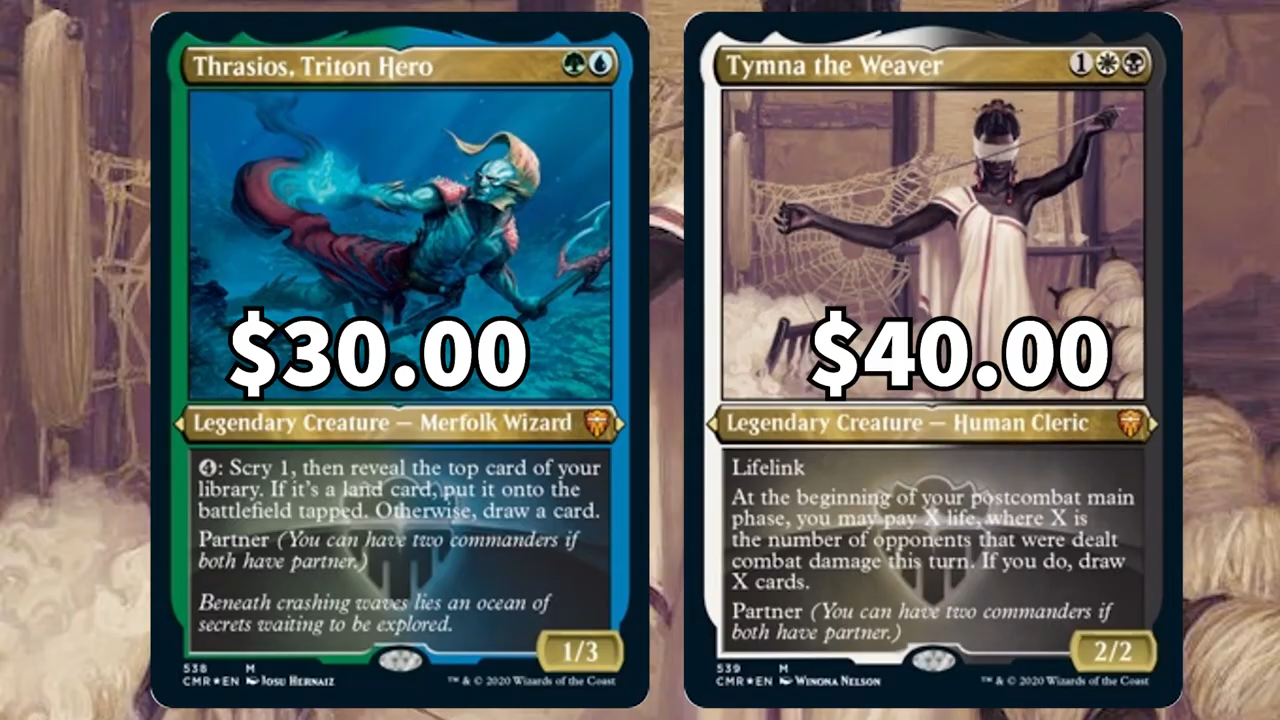 Thrasios, Triton Hero
$30.00
Legendary Creature — Merfolk Wizard
4: Scry 1, then reveal the top card of your
library. If it's a land card, put it onto the
battlefield tapped. Otherwise, draw a card.
Partner (You can have two commanders if
both have partner.)
Beneath crashing waves lies an ocean of
secrets waiting to be explored.
1/3
538 M
CMR★EN Josu Hernaiz
™ & © 2020 Wizards of the Coast
Tymna the Weaver
1
$40.00
Legendary Creature — Human Cleric
Lifelink
At the beginning of your postcombat main
phase, you may pay X life, where X is
the number of opponents that were dealt
combat damage this turn. If you do, draw
X cards.
Partner (You can have two commanders if
both have partner.)
2/2
539 M
CMR★EN Winona Nelson
™ & © 2020 Wizards of the Coast